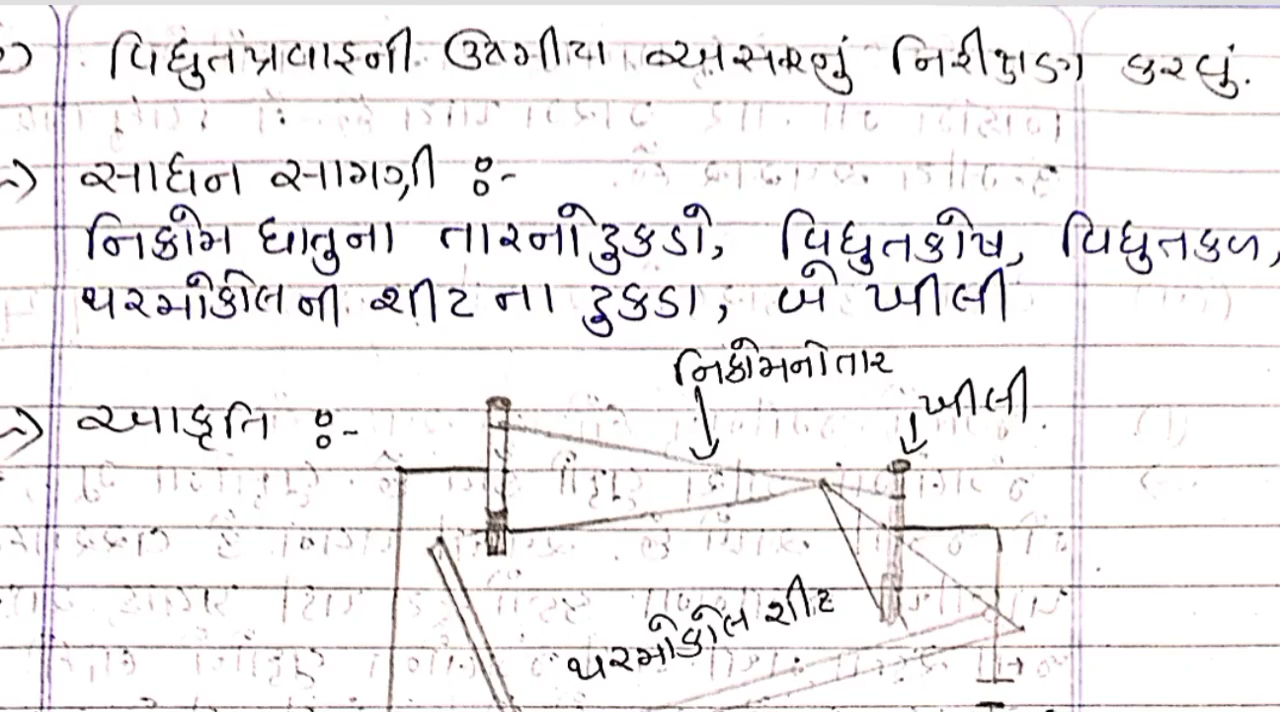 વિદ્યુતપ્રવાહની ઉષ્મીય અસરનું નિરીક્ષણ કરવું.
સાધન સામગ્રી :-
નિક્રોમ ધાતુના તારનો ટુકડો, વિદ્યુતકોષ, વિદ્યુતકળ,
થરમોકોલની શીટ ના ટુકડા, બે ખીલી
નિક્રોમનો તાર
ખીલી.
આકૃતિ :-
થરમોકોલ શીટ